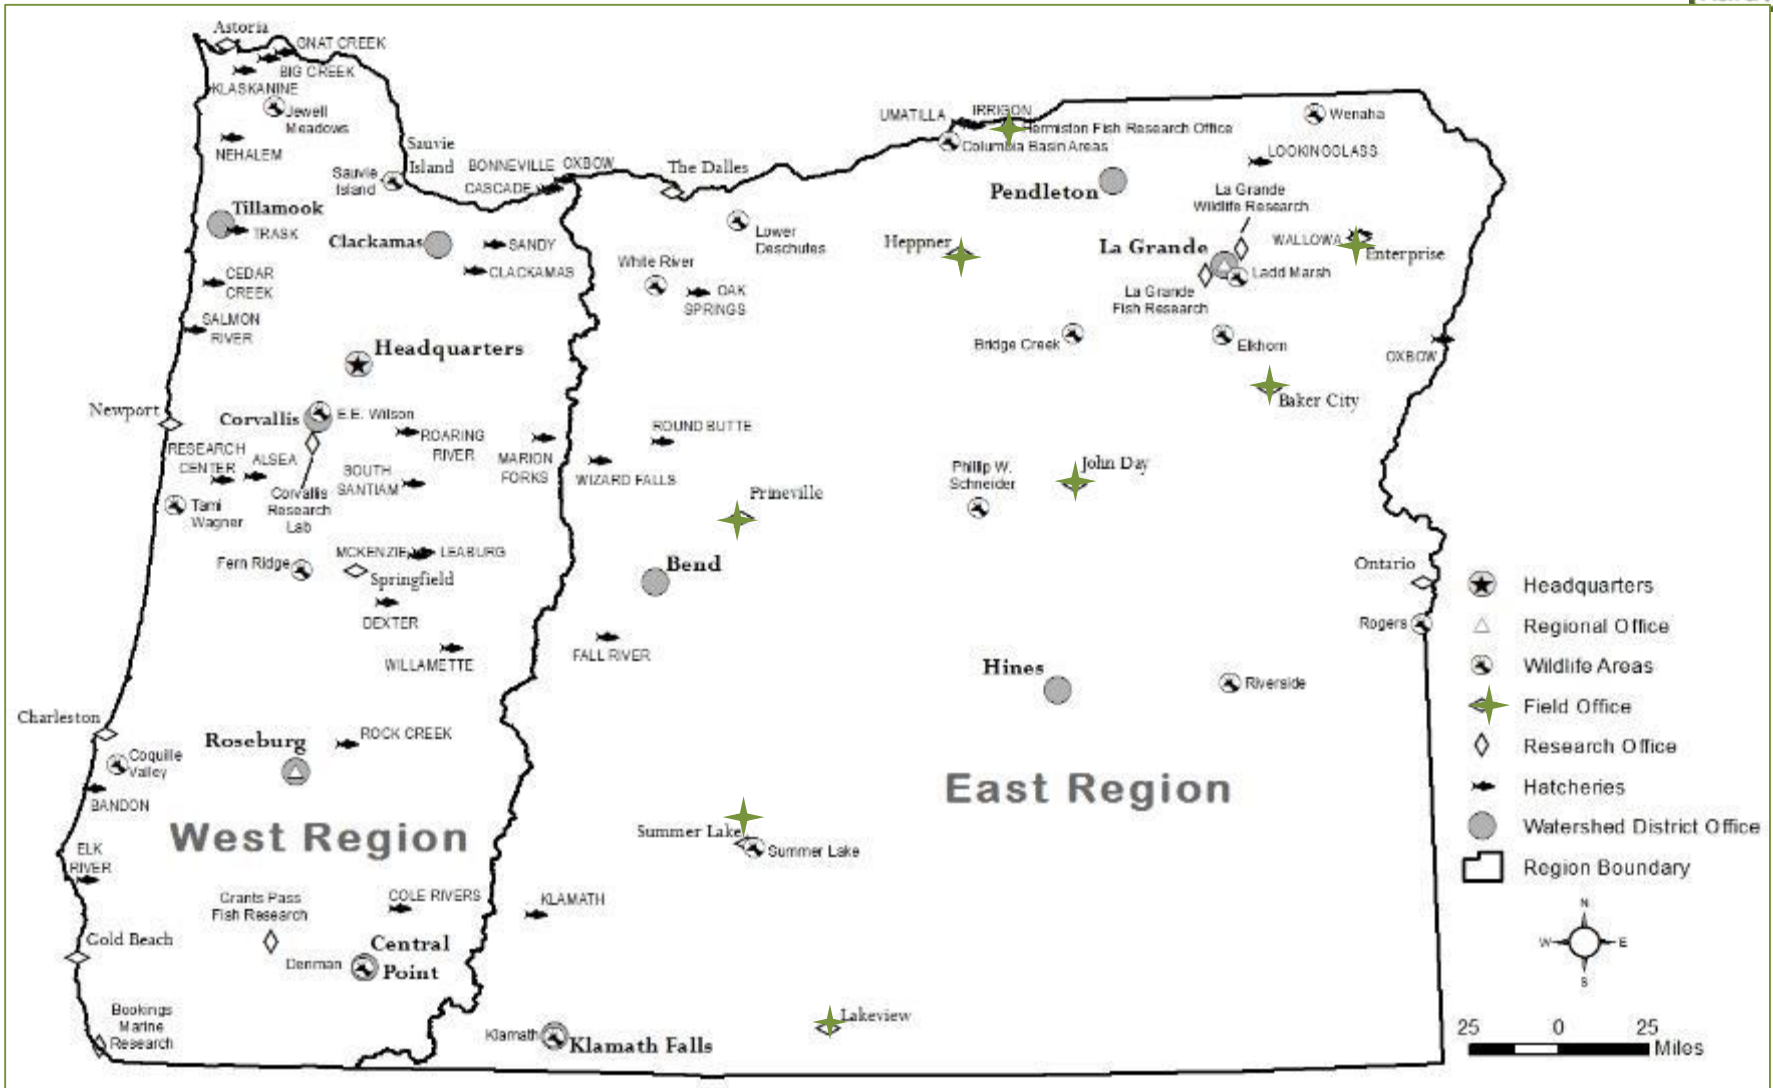 Astoria
GNAT CREEK
BIG CREEK
KLASKANINE
Jewell
Meadows
NEHALEM
Sauvie
Island
Sauvie
Island
BONNEVILLE
OXBOW
CASCADE
The Dalles
UMATILLA
IRRIGON
Hermiston Fish Research Office
Columbia Basin Areas
Wenaha
LOOKINGGLASS
Pendleton
La Grande
Wildlife Research
Tillamook
TRASK
Clackamas
SANDY
CLACKAMAS
Lower
Deschutes
Heppner
La Grande
WALLOWA
Enterprise
Ladd Marsh
La Grande
Fish Research
CEDAR
CREEK
White River
OAK
SPRINGS
SALMON
RIVER
Headquarters
Bridge Creek
Elkhorn
OXBOW
Baker City
Newport
Corvallis
E.E. Wilson
ROARING
RIVER
ROUND BUTTE
RESEARCH
CENTER
ALSEA
SOUTH
SANTIAM
MARION
FORKS
WIZARD FALLS
Phillip W.
Schneider
John Day
Prineville
Tami
Wagner
Corvallis
Research
Lab
Fern Ridge
MCKENZIE
LEABURG
Springfield
Bend
Ontario
DEXTER
Rogers
WILLAMETTE
FALL RIVER
Hines
Riverside
Charleston
Roseburg
ROCK CREEK
Coquille
Valley
BANDON
West Region
East Region
Summer Lake
Summer Lake
ELK
RIVER
Grants Pass
Fish Research
COLE RIVERS
KLAMATH
Gold Beach
Denman
Central
Point
Bookings
Marine
Research
Klamath
Klamath Falls
Lakeview
Headquarters
Regional Office
Wildlife Areas
Field Office
Research Office
Hatcheries
Watershed District Office
Region Boundary
N
W
E
S
25
0
25
Miles